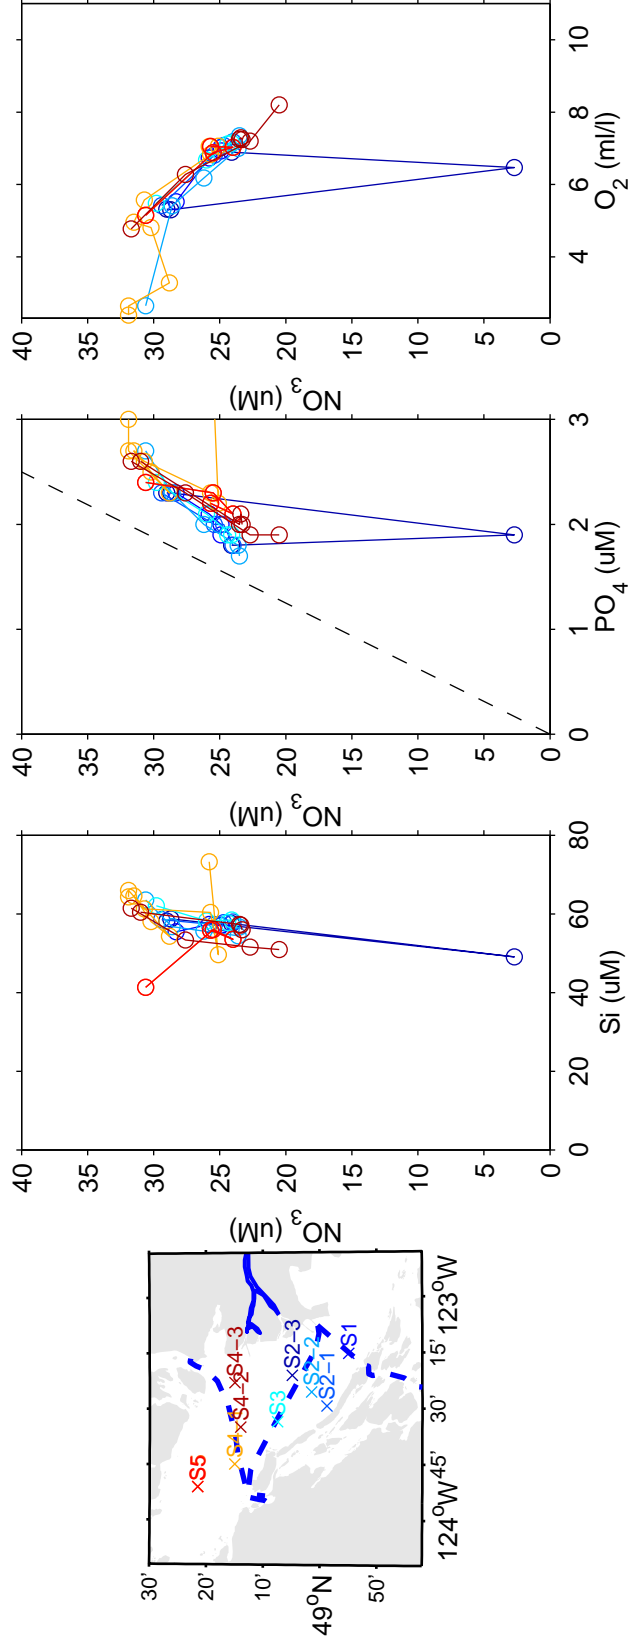 30'
20'
10'
49°N
50'
124°W
45'
30'
15'
123°W
×S5
×S4−1
×S4−2
×S4−3
×S3
×S2−3
×S2−2
×S2−1
×S1
NO3 (uM)
40
35
30
25
20
15
10
5
0
0 20 40 60 80
Si (uM)
NO3 (uM)
40
35
30
25
20
15
10
5
0
0 1 2 3
PO4 (uM)
NO3 (uM)
40
35
30
25
20
15
10
5
0
4 6 8 10
O2 (ml/l)